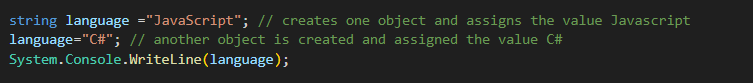 string language ="JavaScript"; // creates one object and assigns the value Javascript
language="C#"; // another object is created and assigned the value C#
System.Console.WriteLine(language);